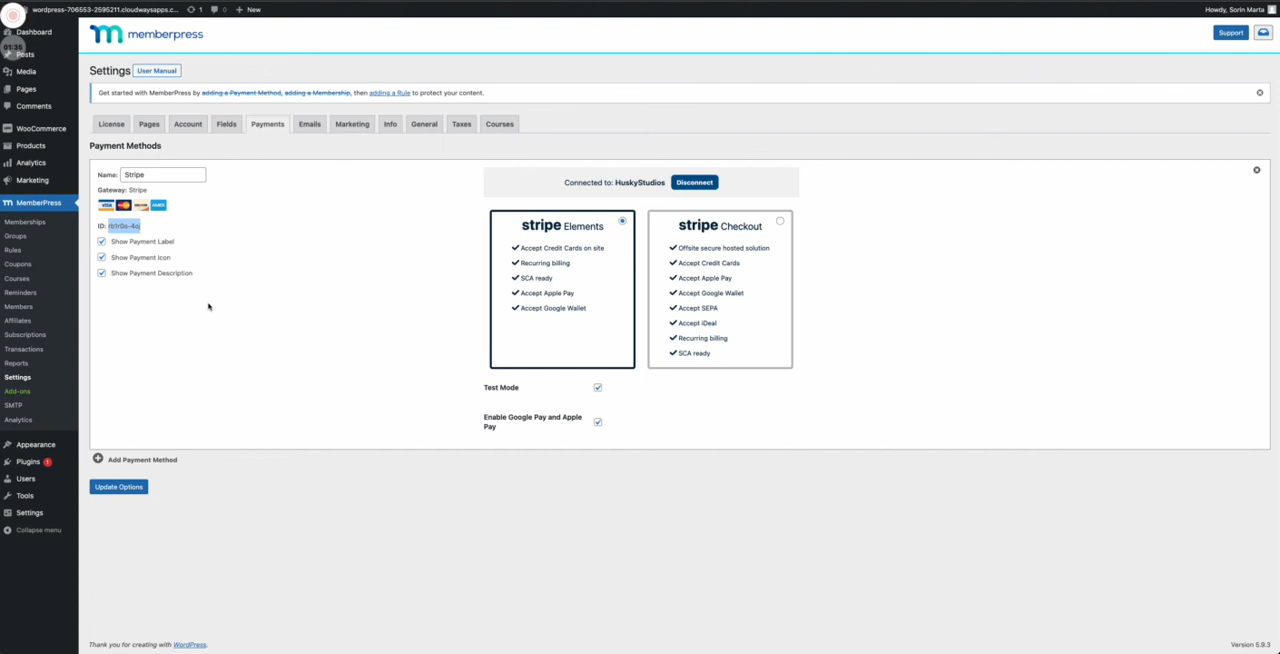 wordpress-706553-2595211.cloudwaysapps.c... 1 0 New
Howdy, Sorin Marta
01:35
Dashboard
Posts
Media
Pages
Comments
WooCommerce
Products
Analytics
Marketing
MemberPress
Memberships
Groups
Rules
Coupons
Courses
Reminders
Members
Affiliates
Subscriptions
Transactions
Reports
Settings
Add-ons
SMTP
Analytics
Appearance
Plugins 1
Users
Tools
Settings
Collapse menu
m memberpress
Support
Settings User Manual
Get started with MemberPress by adding a Payment Method, adding a Membership, then adding a Rule to protect your content.
License Pages Account Fields Payments Emails Marketing Info General Taxes Courses
Payment Methods
Name: Stripe
Gateway: Stripe
VISA
ID:
Show Payment Label
Show Payment Icon
Show Payment Description
Connected to: HuskyStudios Disconnect
stripe Elements
Accept Credit Cards on site
Recurring billing
SCA ready
Accept Apple Pay
Accept Google Wallet
stripe Checkout
Offsite secure hosted solution
Accept Credit Cards
Accept Apple Pay
Accept Google Wallet
Accept SEPA
Accept iDeal
Recurring billing
SCA ready
Test Mode
Enable Google Pay and Apple
Pay
Add Payment Method
Update Options
Thank you for creating with WordPress.
Version 5.9.3